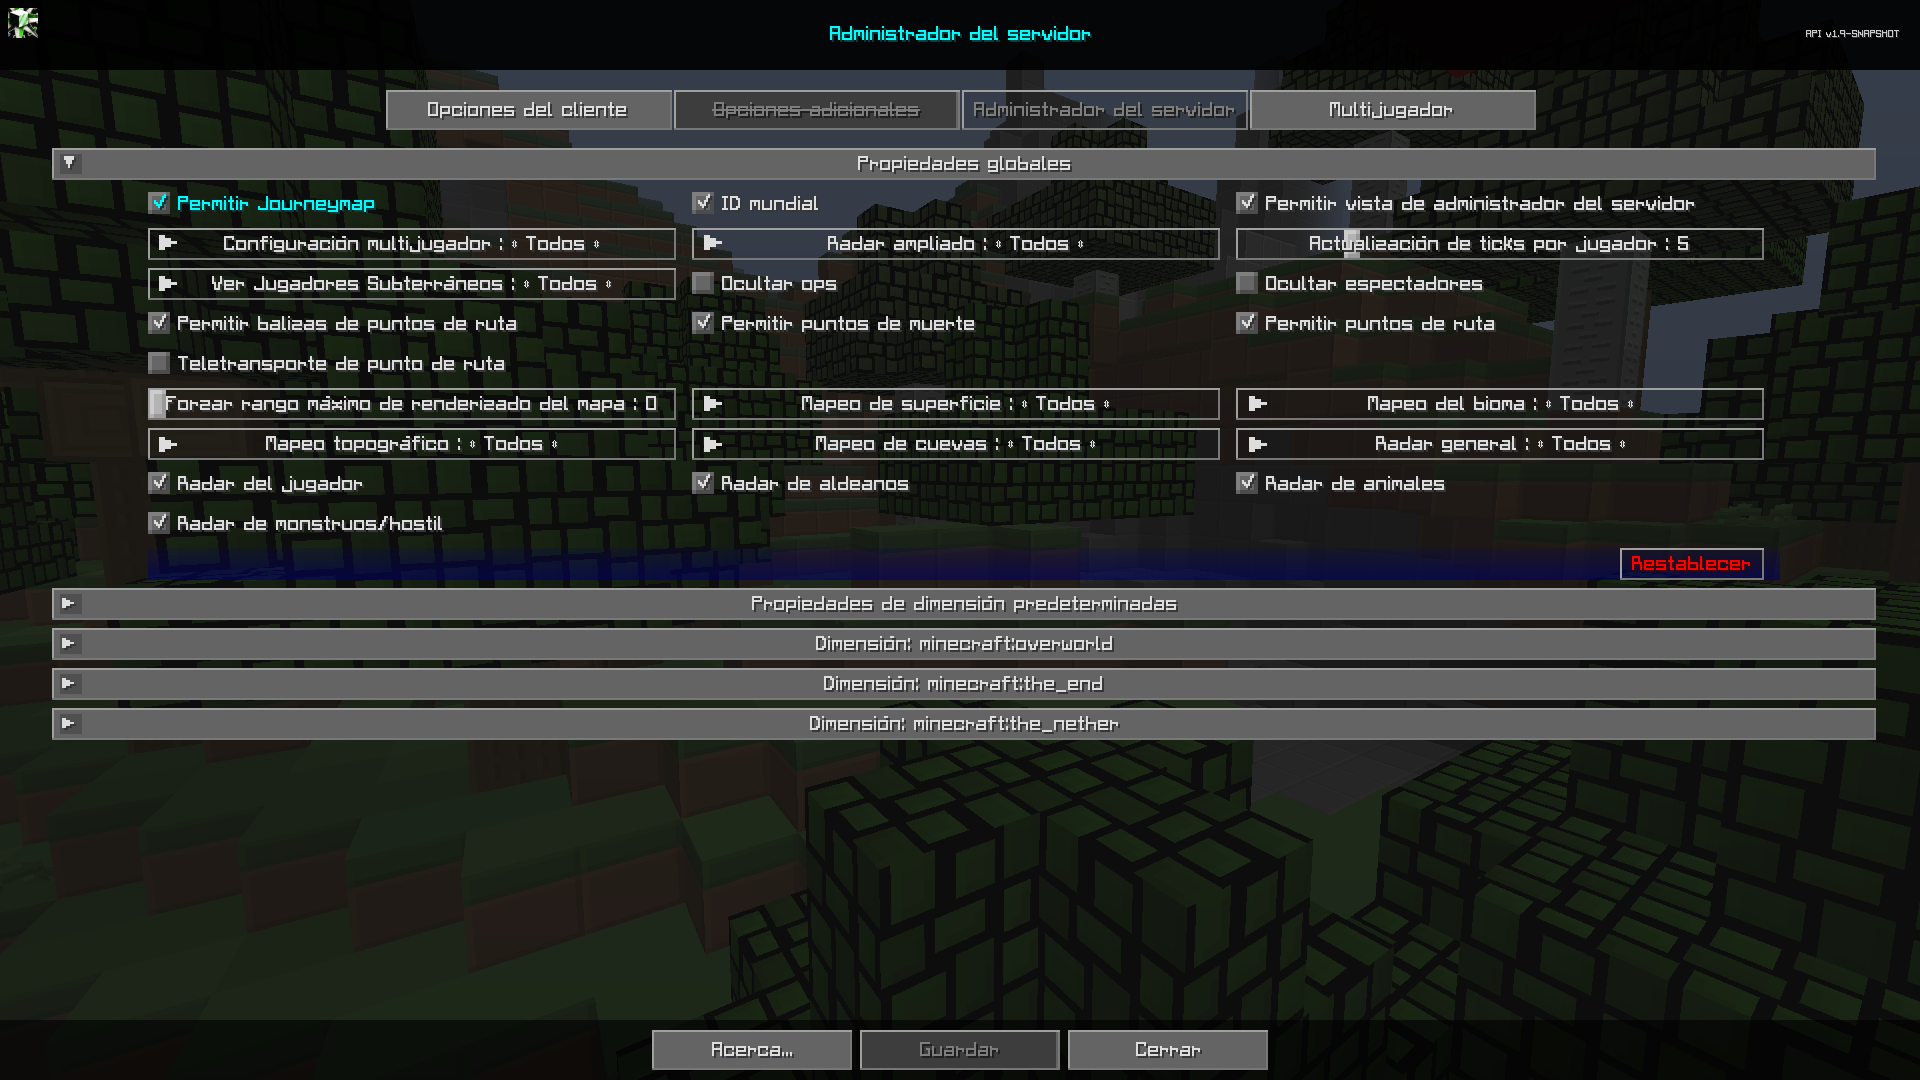 Administrador del servidor
API v1.9-SNAPSHOT
Opciones del cliente
Opciones adicionales
Administrador del servidor
Multijugador
Propiedades globales
Permitir Journeymap
ID mundial
Permitir vista de administrador del servidor
Configuración multijugador : Todos
Radar ampliado : Todos
Actualización de ticks por jugador : 5
Ver Jugadores Subterráneos : Todos
Ocultar ops
Ocultar espectadores
Permitir balizas de puntos de ruta
Permitir puntos de muerte
Permitir puntos de ruta
Teletransporte de punto de ruta
Forzar rango máximo de renderizado del mapa : 0
Mapeo de superficie : Todos
Mapeo del bioma : Todos
Mapeo topográfico : Todos
Mapeo de cuevas : Todos
Radar general : Todos
Radar del jugador
Radar de aldeanos
Radar de animales
Radar de monstruos/hostil
Restablecer
Propiedades de dimensión predeterminadas
Dimensión: minecraft:overworld
Dimensión: minecraft:the_end
Dimensión: minecraft:the_nether
Acerca...
Guardar
Cerrar